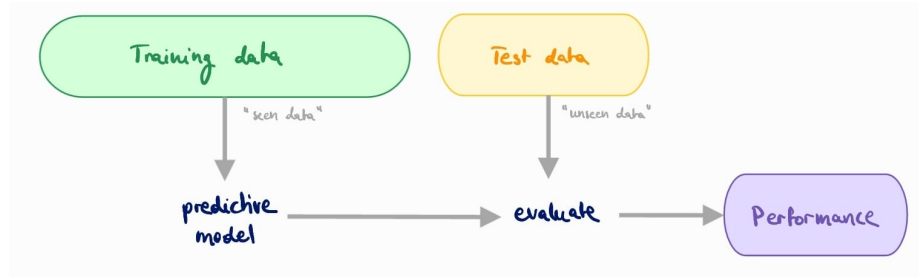 Training data
Test data
"seen data"
"unseen data"
predictive
model
evaluate
Performance